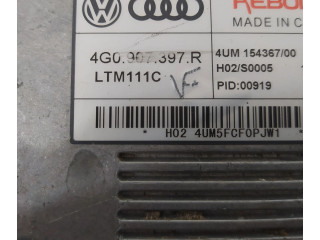 MADE IN C
4G0.907.397.R
4UM 154367/00
LTM111C
H02/S0005
PID:00919
H02 4UM5FCF0PJW1